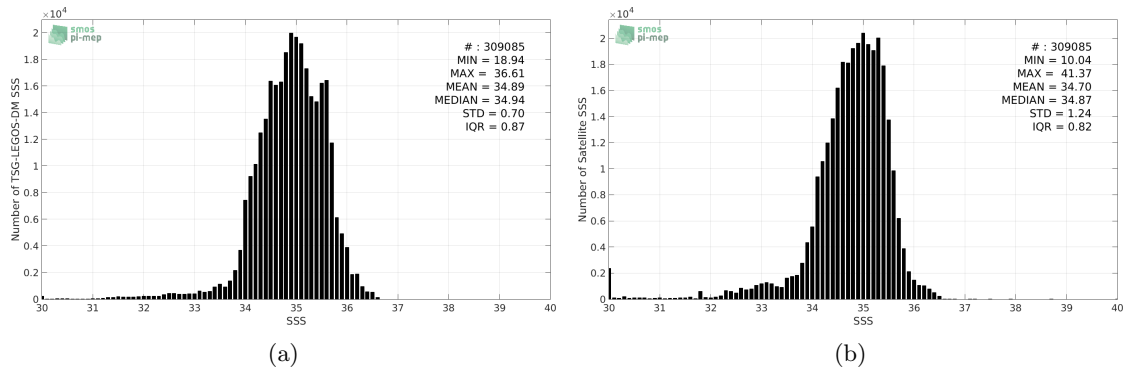 ×10⁴
smos
pi-mep
# : 309085
MIN = 18.94
MAX = 36.61
MEAN = 34.89
MEDIAN = 34.94
STD = 0.70
IQR = 0.87
Number of TSG-LEGOS-DM SSS
2
1.8
1.6
1.4
1.2
1
0.8
0.6
0.4
0.2
0
30 31 32 33 34 35 36 37 38 39 40
SSS
(a)
×10⁴
smos
pi-mep
# : 309085
MIN = 10.04
MAX = 41.37
MEAN = 34.70
MEDIAN = 34.87
STD = 1.24
IQR = 0.82
Number of Satellite SSS
2
1.8
1.6
1.4
1.2
1
0.8
0.6
0.4
0.2
0
30 31 32 33 34 35 36 37 38 39 40
SSS
(b)